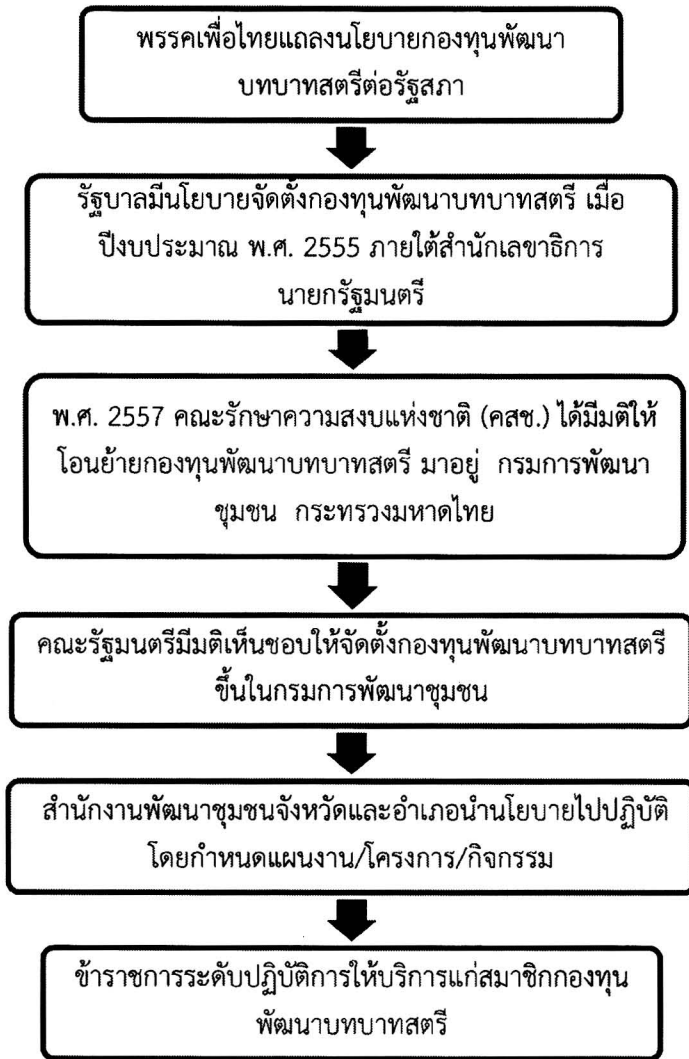 พรรคเพื่อไทยแถลงนโยบายกองทุนพัฒนา
บทบาทสตรีต่อรัฐสภา
รัฐบาลมีนโยบายจัดตั้งกองทุนพัฒนาบทบาทสตรี เมื่อ
ปีงบประมาณ พ.ศ. 2555 ภายใต้สำนักเลขาธิการ
นายกรัฐมนตรี
พ.ศ. 2557 คณะรักษาความสงบแห่งชาติ (คสช.) ได้มีมติให้
โอนย้ายกองทุนพัฒนาบทบาทสตรี มาอยู่ กรมการพัฒนา
ชุมชน กระทรวงมหาดไทย
คณะรัฐมนตรีมีมติเห็นชอบให้จัดตั้งกองทุนพัฒนาบทบาทสตรี
ขึ้นในกรมการพัฒนาชุมชน
สำนักงานพัฒนาชุมชนจังหวัดและอำเภอนำนโยบายไปปฏิบัติ
โดยกำหนดแผนงาน/โครงการ/กิจกรรม
ข้าราชการระดับปฏิบัติการให้บริการแก่สมาชิกกองทุน
พัฒนาบทบาทสตรี